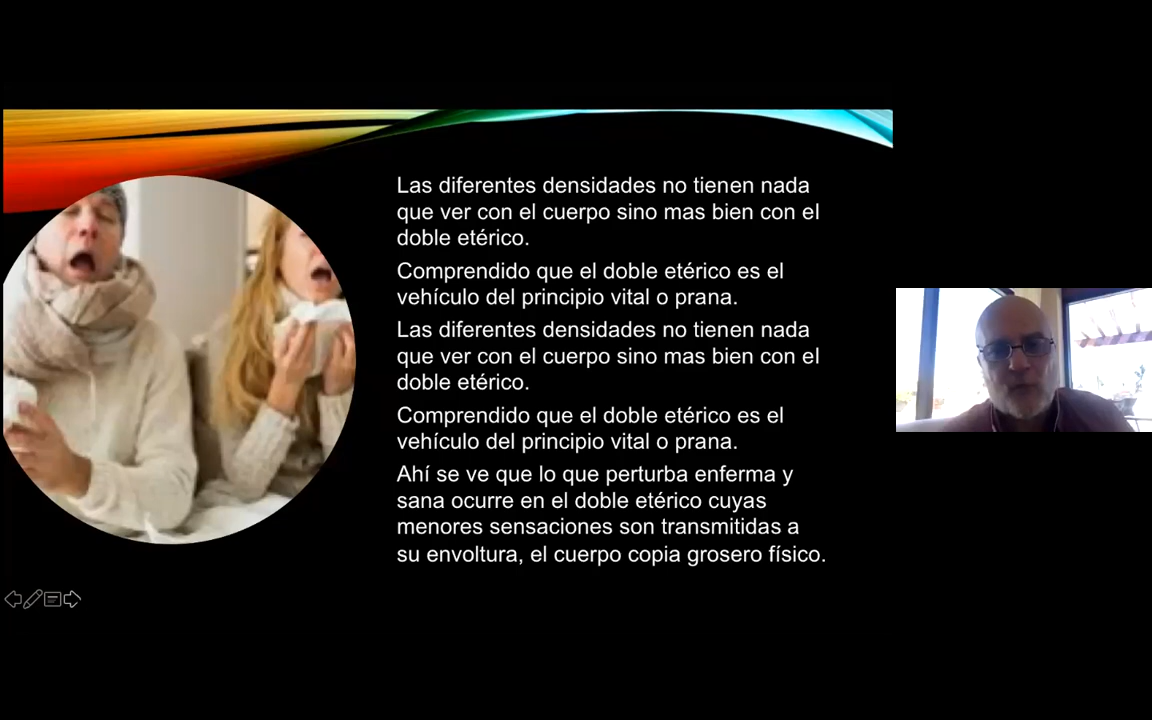 Las diferentes densidades no tienen nada
que ver con el cuerpo sino mas bien con el
doble etérico.
Comprendido que el doble etérico es el
vehículo del principio vital o prana.
Las diferentes densidades no tienen nada
que ver con el cuerpo sino mas bien con el
doble etérico.
Comprendido que el doble etérico es el
vehículo del principio vital o prana.
Ahí se ve que lo que perturba enferma y
sana ocurre en el doble etérico cuyas
menores sensaciones son transmitidas a
su envoltura, el cuerpo copia grosero físico.